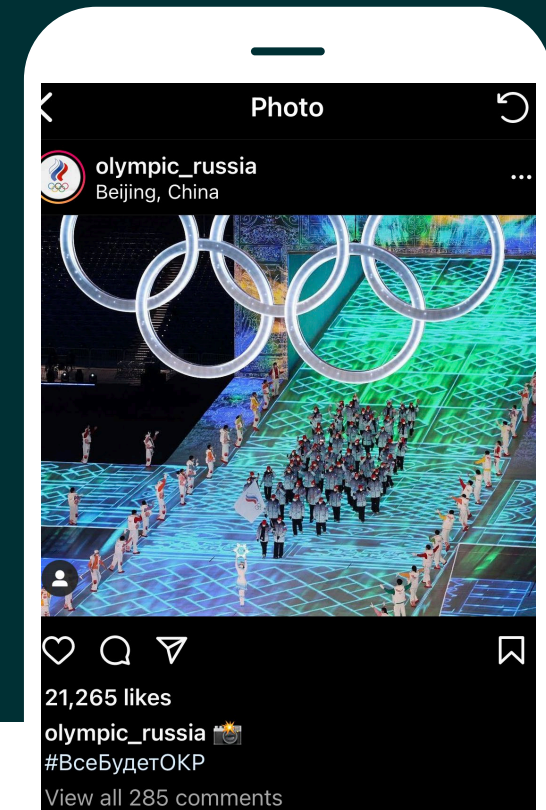 Photo
olympic_russia
Beijing, China
21,265 likes
olympic_russia
#ВсеБудетОКР
View all 285 comments